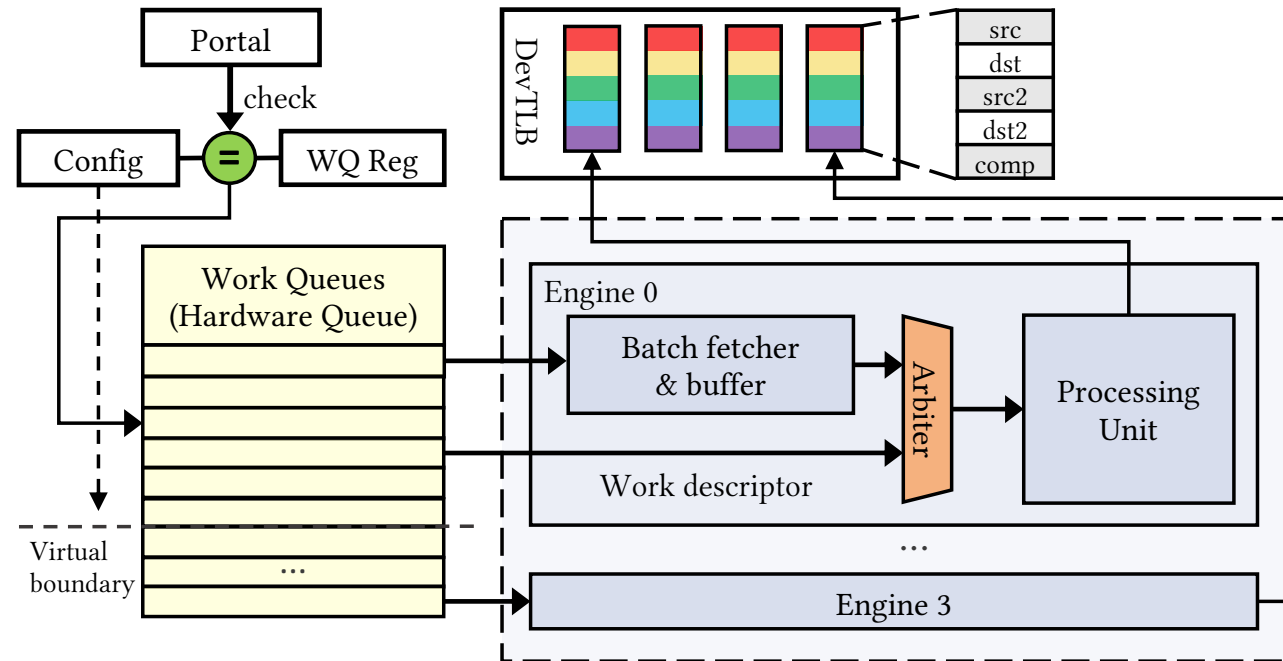 Portal
check
Config
=
WQ Reg
DevTLB
src
dst
src2
dst2
comp
Work Queues
(Hardware Queue)
...
Virtual
boundary
Engine 0
Batch fetcher
& buffer
Arbiter
Processing
Unit
Work descriptor
...
Engine 3